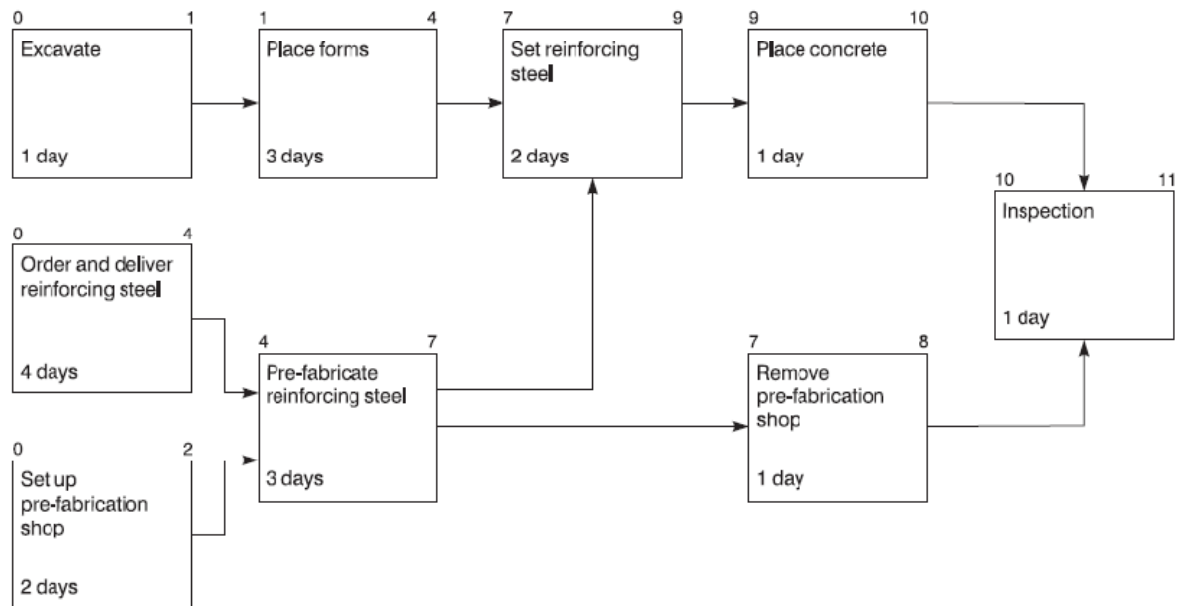 0 1 1 4 7 9 9 10
Excavate
1 day
Place forms
3 days
Set reinforcing
steel
2 days
Place concrete
1 day
10 11
Inspection
1 day
0 4
Order and deliver
reinforcing steel
4 days
4 7
Pre-fabricate
reinforcing steel
3 days
7 8
Remove
pre-fabrication
shop
1 day
0 2
Set up
pre-fabrication
shop
2 days